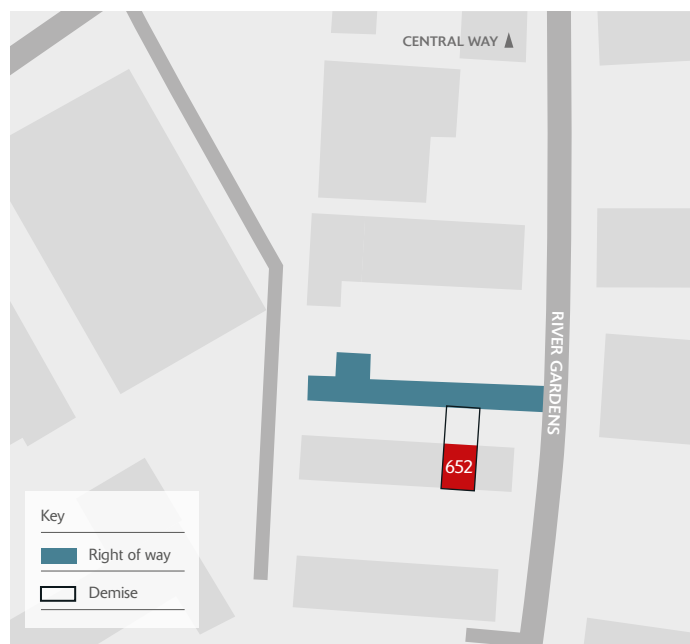 CENTRAL WAY
RIVER GARDENS
652
Key
Right of way
Demise